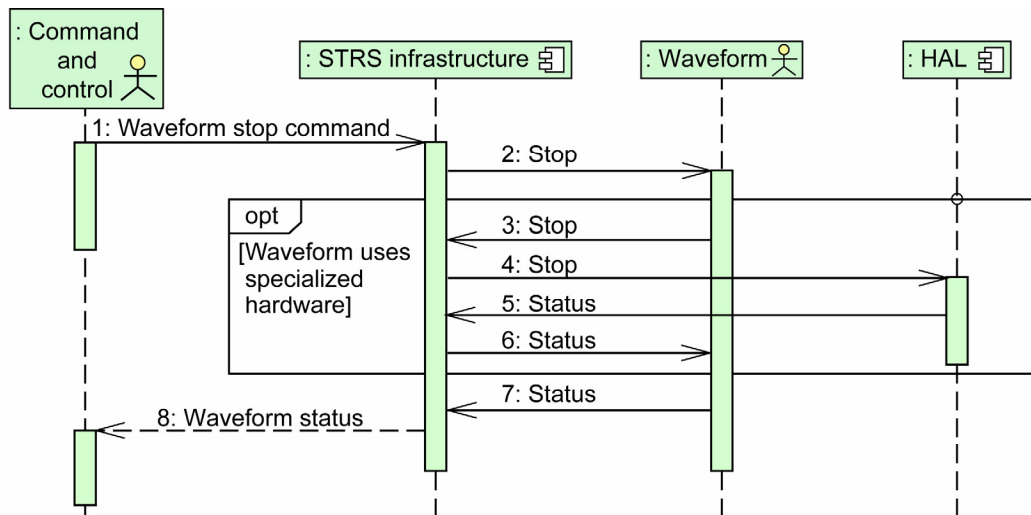 : Command
and
control
: STRS infrastructure
: Waveform
: HAL
1: Waveform stop command
2: Stop
opt
[Waveform uses
specialized
hardware]
3: Stop
4: Stop
5: Status
6: Status
7: Status
8: Waveform status